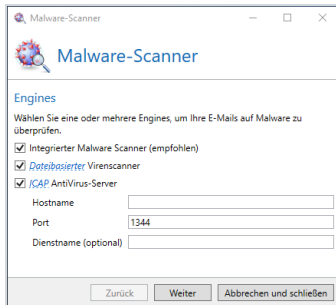 Malware-Scanner
Malware-Scanner
Engines
Wählen Sie eine oder mehrere Engines, um Ihre E-Mails auf Malware zu
überprüfen.
Integrierter Malware Scanner (empfohlen)
Dateibasierter Virenscanner
ICAP AntiVirus-Server
Hostname
Port 1344
Dienstname (optional)
Zurück Weiter Abbrechen und schließen